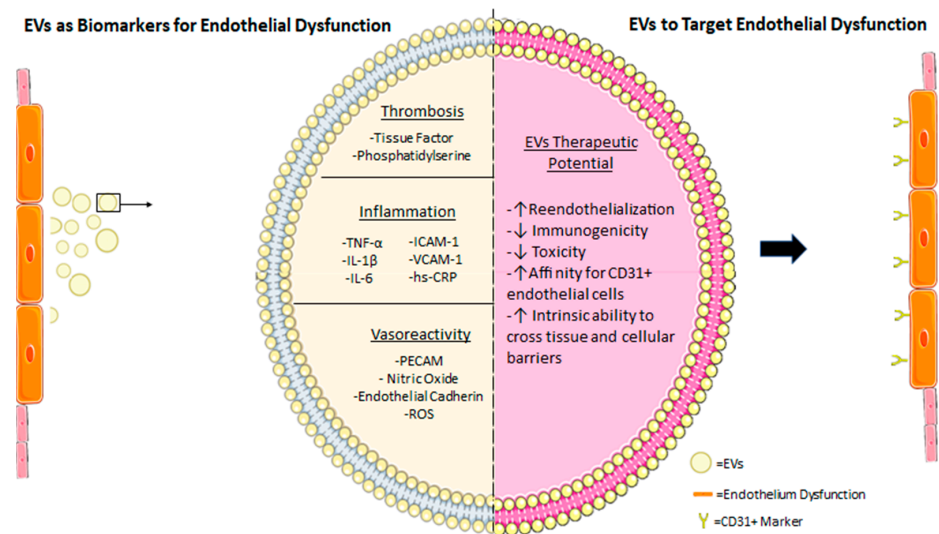 EVs as Biomarkers for Endothelial Dysfunction
EVs to Target Endothelial Dysfunction
Thrombosis
-Tissue Factor
-Phosphatidylserine
Inflammation
-TNF-α
-IL-1β
-IL-6
-ICAM-1
-VCAM-1
-hs-CRP
Vasoreactivity
-PECAM
- Nitric Oxide
-Endothelial Cadherin
-ROS
EVs Therapeutic
Potential
-↑Reendothelialization
-↓ Immunogenicity
-↓ Toxicity
-↑Affinity for CD31+
endothelial cells
-↑ Intrinsic ability to
cross tissue and cellular
barriers
=EVs
=Endothelium Dysfunction
=CD31+ Marker